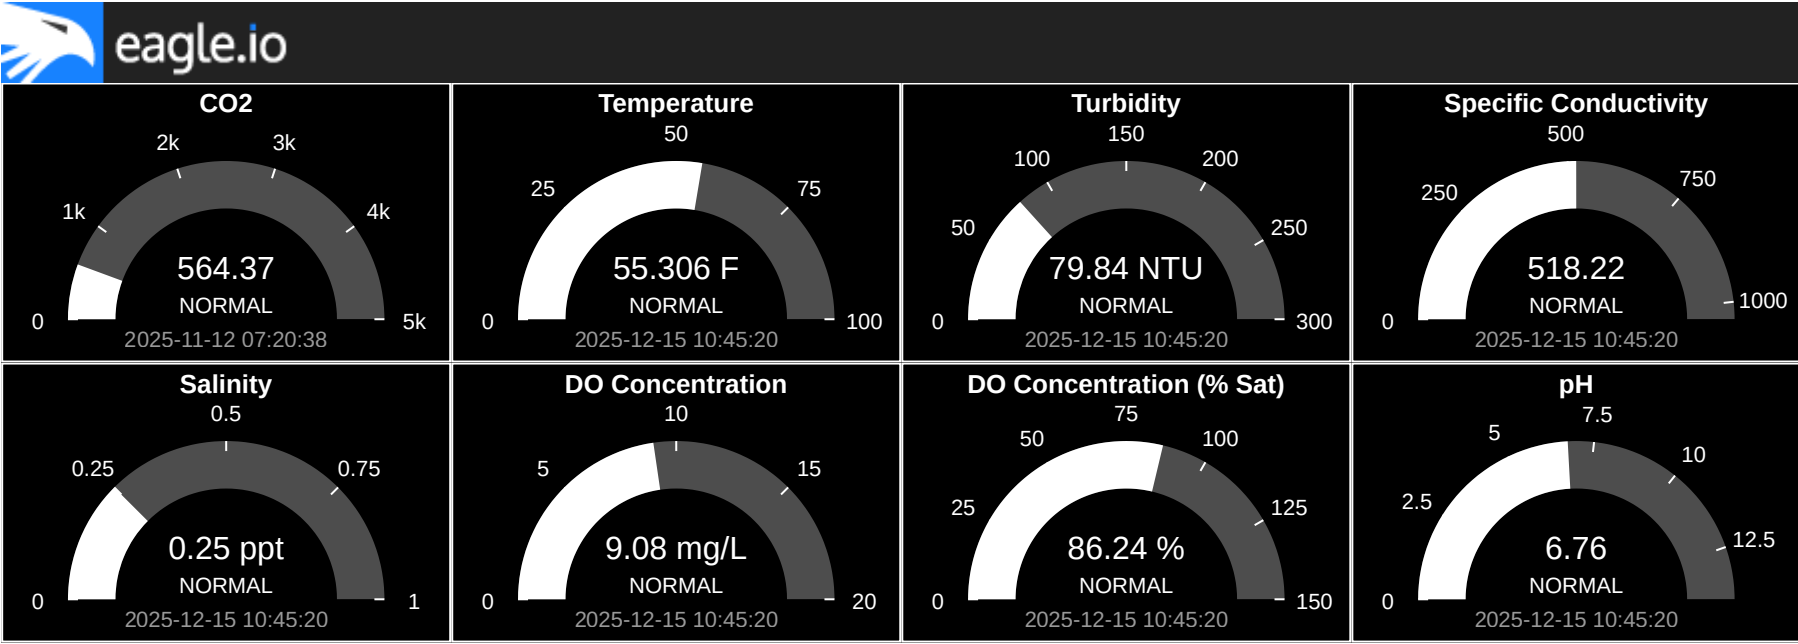 eagle.io
CO2
2k
3k
1k
4k
564.37
NORMAL
0
5k
2025-11-12 07:20:38
Temperature
50
25
75
55.306 F
NORMAL
0
100
2025-12-15 10:45:20
Turbidity
150
100
200
50
250
79.84 NTU
NORMAL
0
300
2025-12-15 10:45:20
Specific Conductivity
500
250
750
518.22
1000
NORMAL
0
2025-12-15 10:45:20
Salinity
0.5
0.25
0.75
0.25 ppt
NORMAL
0
1
2025-12-15 10:45:20
DO Concentration
10
5
15
9.08 mg/L
NORMAL
0
20
2025-12-15 10:45:20
DO Concentration (% Sat)
75
50
100
25
125
86.24 %
NORMAL
0
150
2025-12-15 10:45:20
pH
7.5
5
10
2.5
12.5
6.76
NORMAL
0
2025-12-15 10:45:20